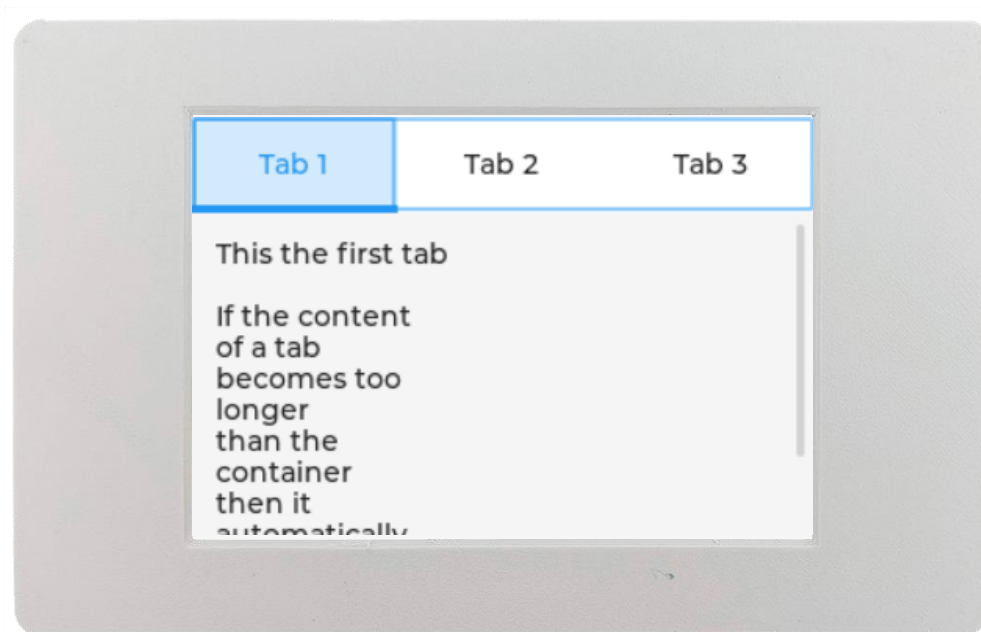 Tab 1 Tab 2 Tab 3
This the first tab
If the content
of a tab
becomes too
longer
than the
container
then it
automatically